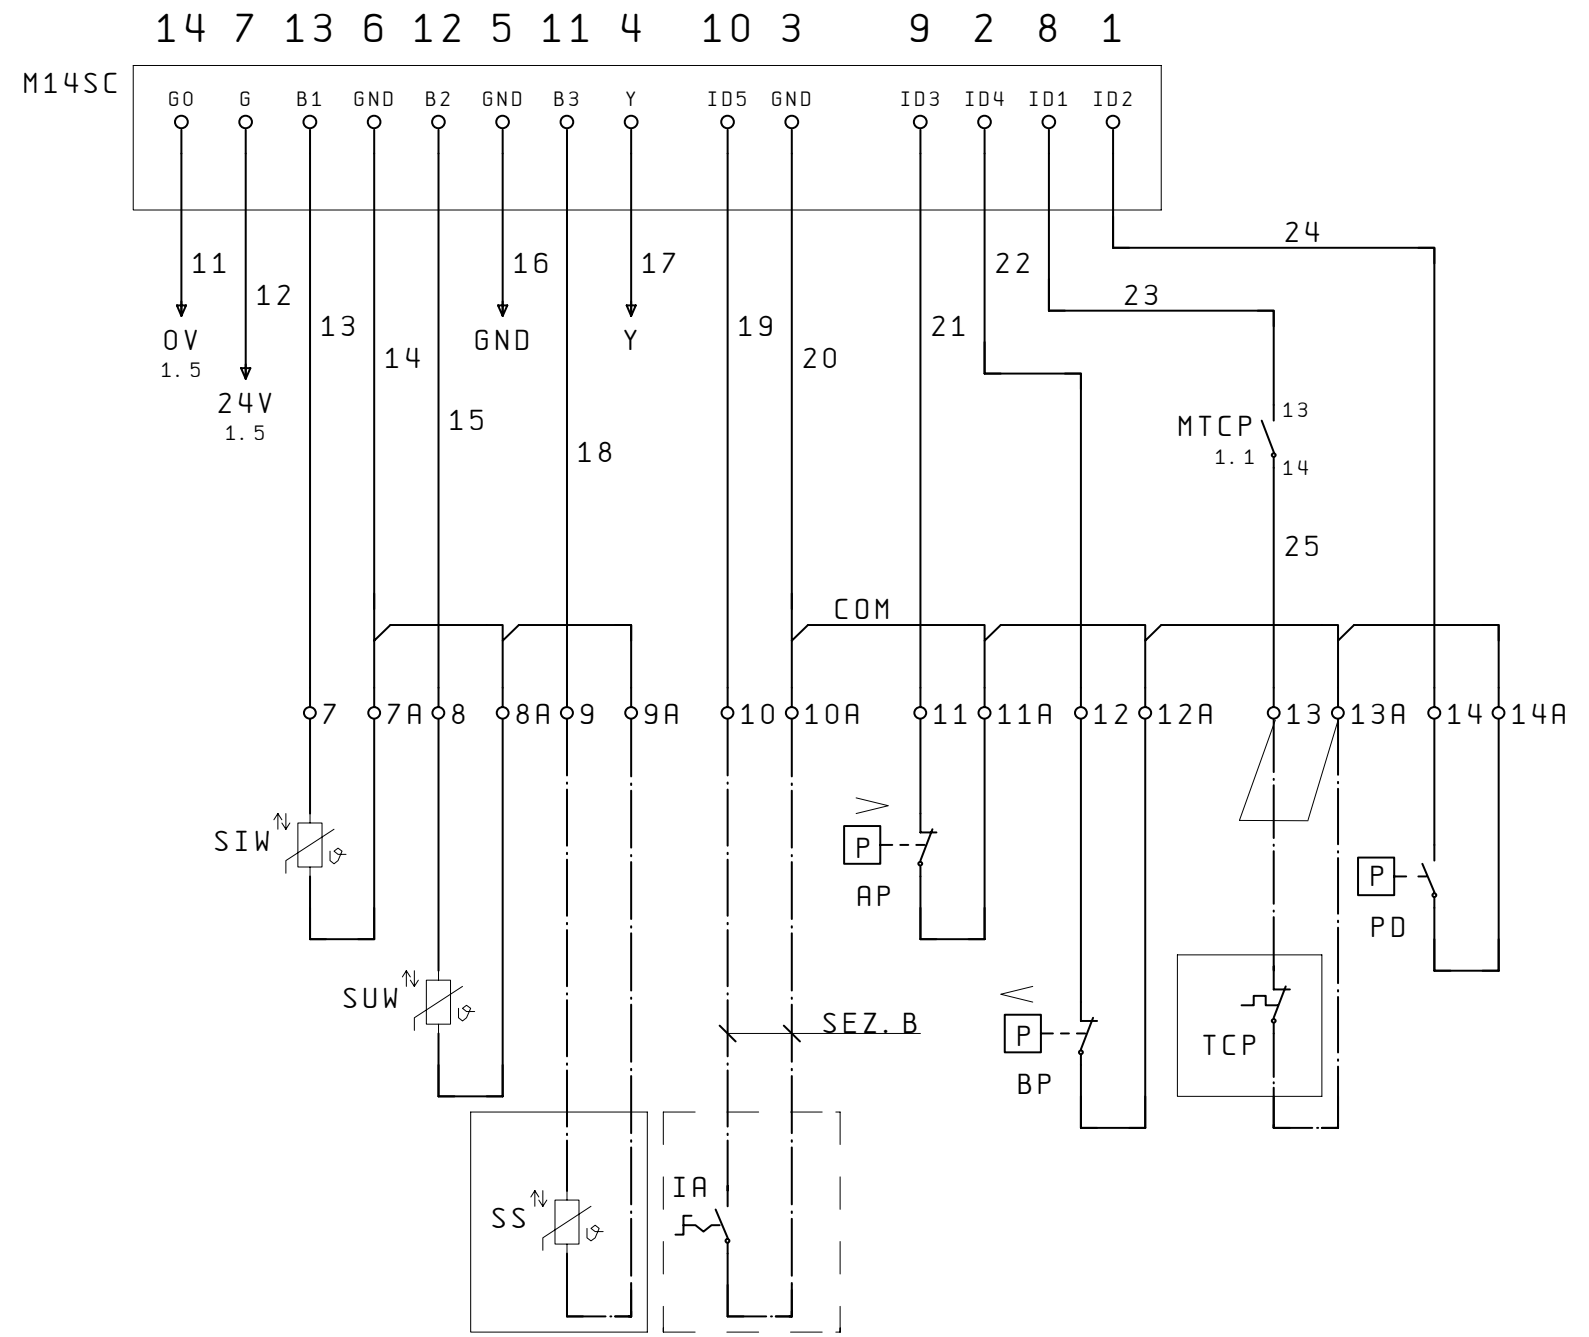 14 7 13 6 12 5 11 4 10 3 9 2 8 1
M14SC
G0 G B1 GND B2 GND B3 Y ID5 GND ID3 ID4 ID1 ID2
24
11 16 17 22
12 23
13 19 21
0V GND Y
14 20
1.5
24V
13
1.5
15 MTCP
18 1.1
14
25
COM
7 7A 8 8A 9 9A 10 10A 11 11A 12 12A 13 13A 14 14A
>
SIW ϑ P
AP
P
PD
<
SUW ϑ
SEZ.B
P
TCP
BP
IA
SS ϑ